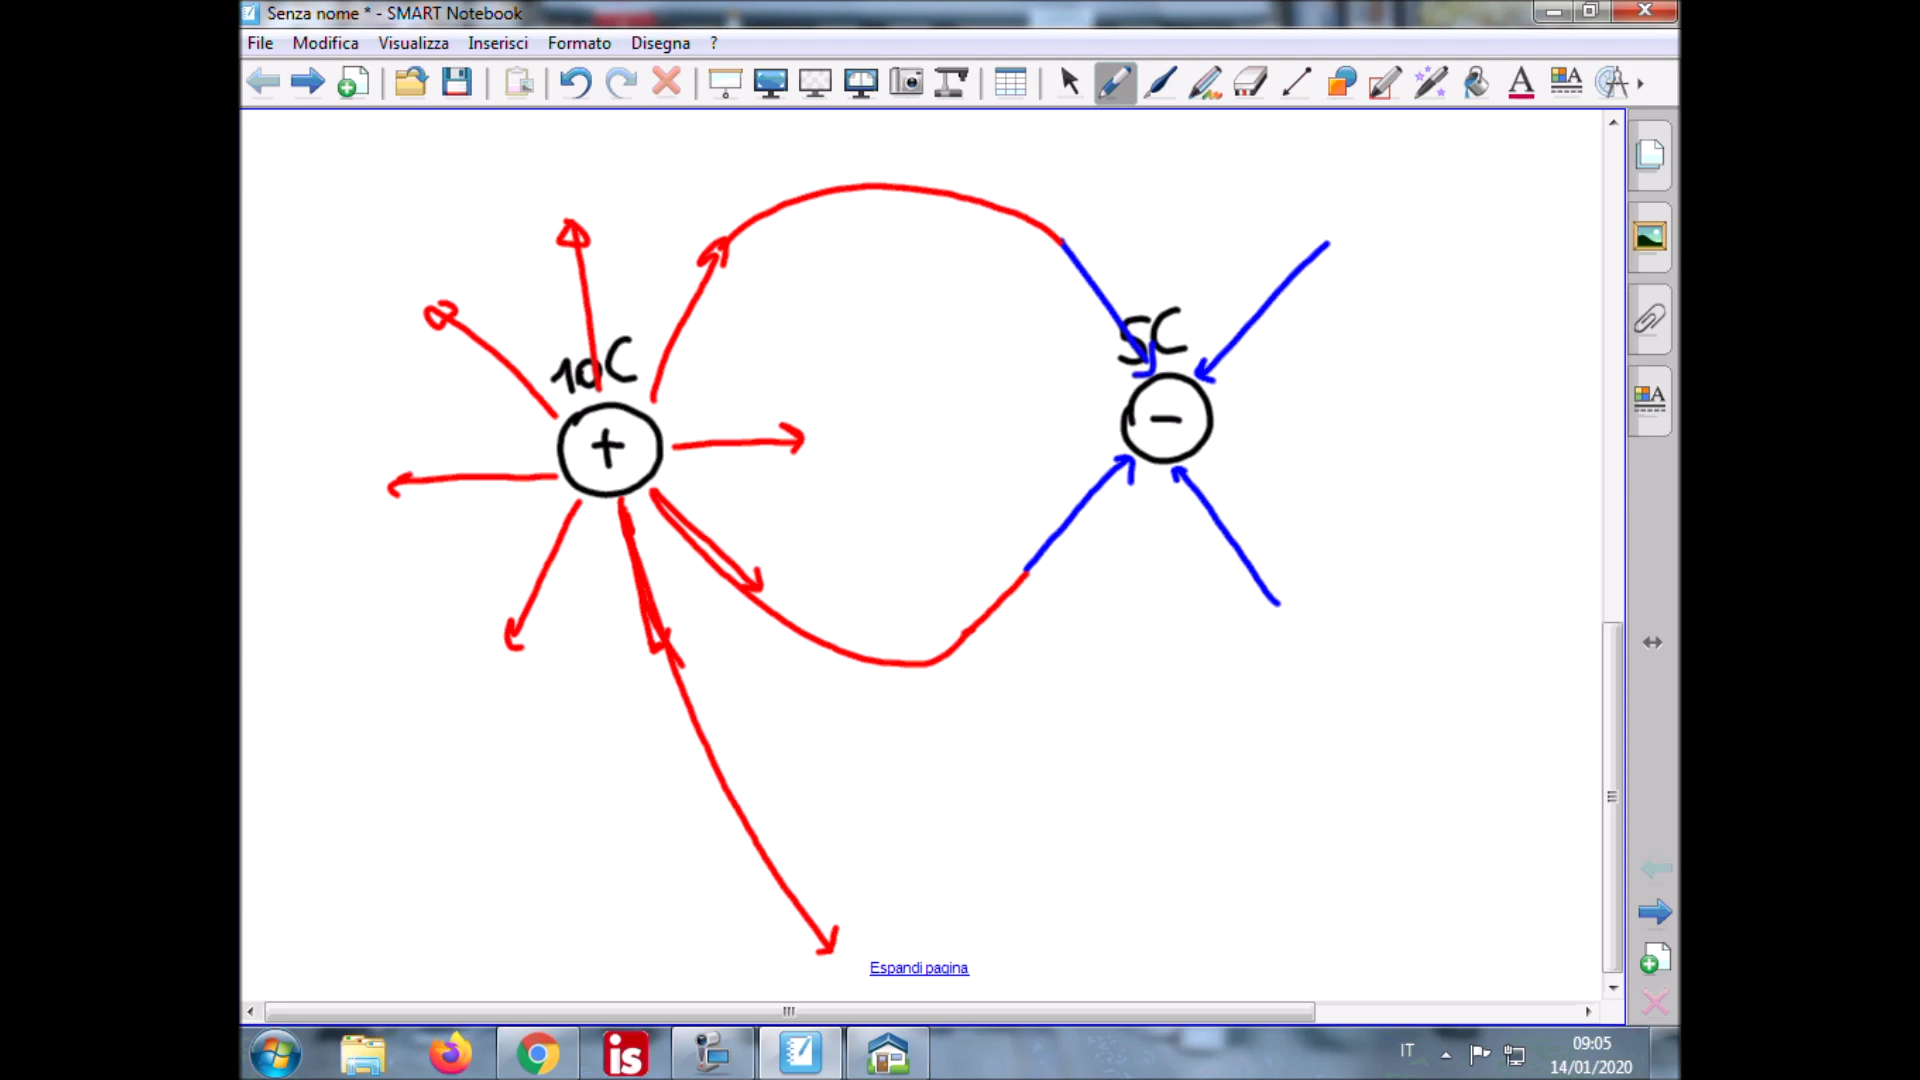 Senza nome * - SMART Notebook
File Modifica Visualizza Inserisci Formato Disegna ?
10C
5C
+
-
Espandi pagina
is
IT
09:05
14/01/2020